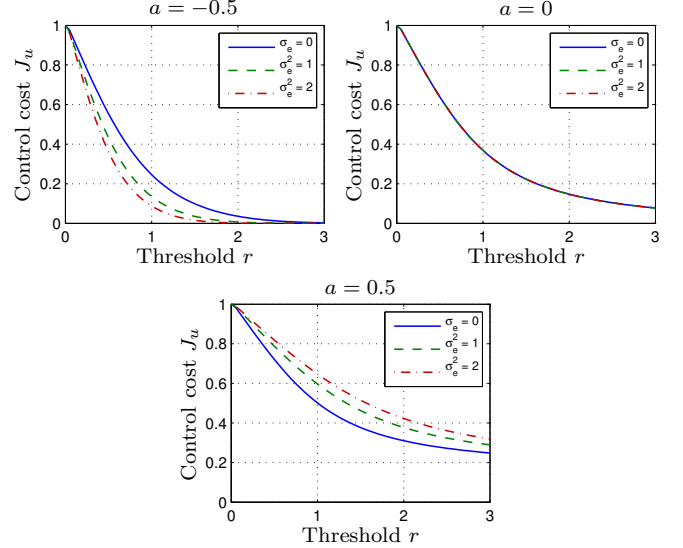 a = −0.5
Control cost J_u
1
0.8
0.6
0.4
0.2
0
0
1
2
3
Threshold r
σ_e = 0
σ_e^2 = 1
σ_e^2 = 2
a = 0
Control cost J_u
1
0.8
0.6
0.4
0.2
0
0
1
2
3
Threshold r
σ_e = 0
σ_e^2 = 1
σ_e^2 = 2
a = 0.5
Control cost J_u
1
0.8
0.6
0.4
0.2
0
0
1
2
3
Threshold r
σ_e = 0
σ_e^2 = 1
σ_e^2 = 2